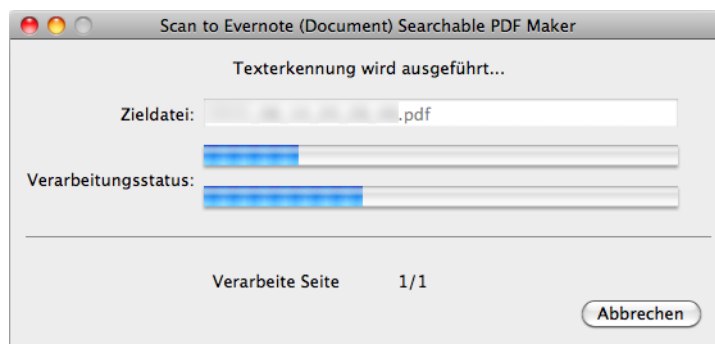 Scan to Evernote (Document) Searchable PDF Maker
Texterkennung wird ausgeführt...
Zieldatei: .pdf
Verarbeitungsstatus:
Verarbeite Seite 1/1
Abbrechen